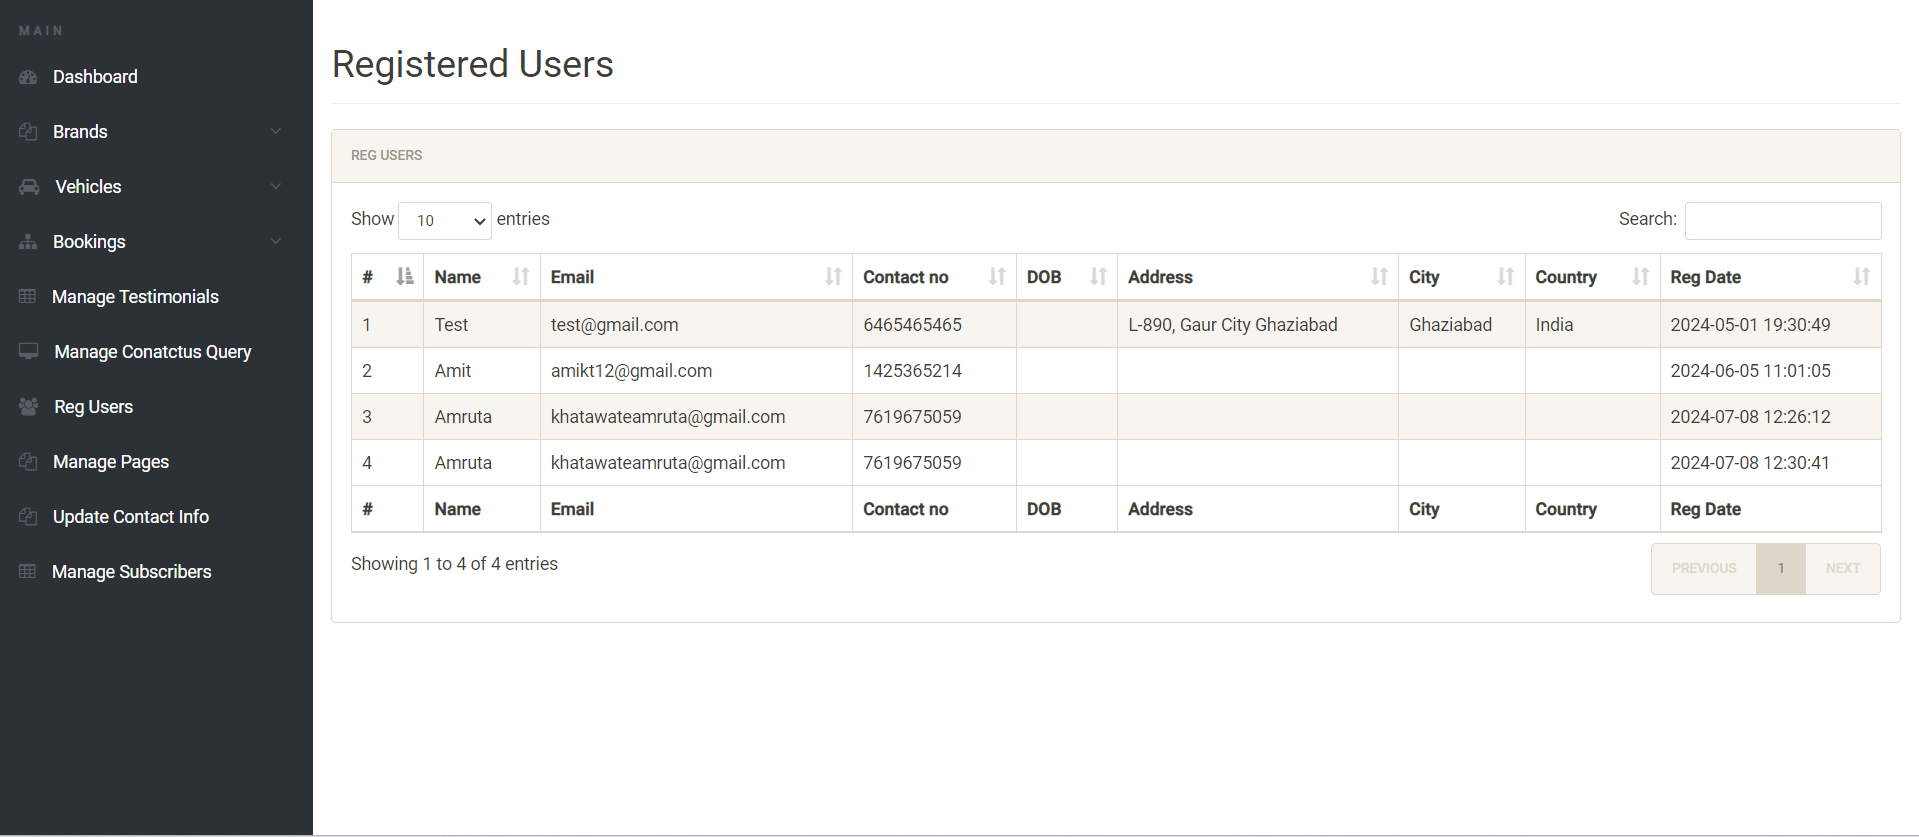 MAIN
Dashboard
Brands
Vehicles
Bookings
Manage Testimonials
Manage Conatctus Query
Reg Users
Manage Pages
Update Contact Info
Manage Subscribers
Registered Users
REG USERS
Show 10 entries Search:
# Name Email Contact no DOB Address City Country Reg Date
1 Test test@gmail.com 6465465465 L-890, Gaur City Ghaziabad Ghaziabad India 2024-05-01 19:30:49
2 Amit amikt12@gmail.com 1425365214 2024-06-05 11:01:05
3 Amruta khatawateamruta@gmail.com 7619675059 2024-07-08 12:26:12
4 Amruta khatawateamruta@gmail.com 7619675059 2024-07-08 12:30:41
# Name Email Contact no DOB Address City Country Reg Date
Showing 1 to 4 of 4 entries PREVIOUS 1 NEXT